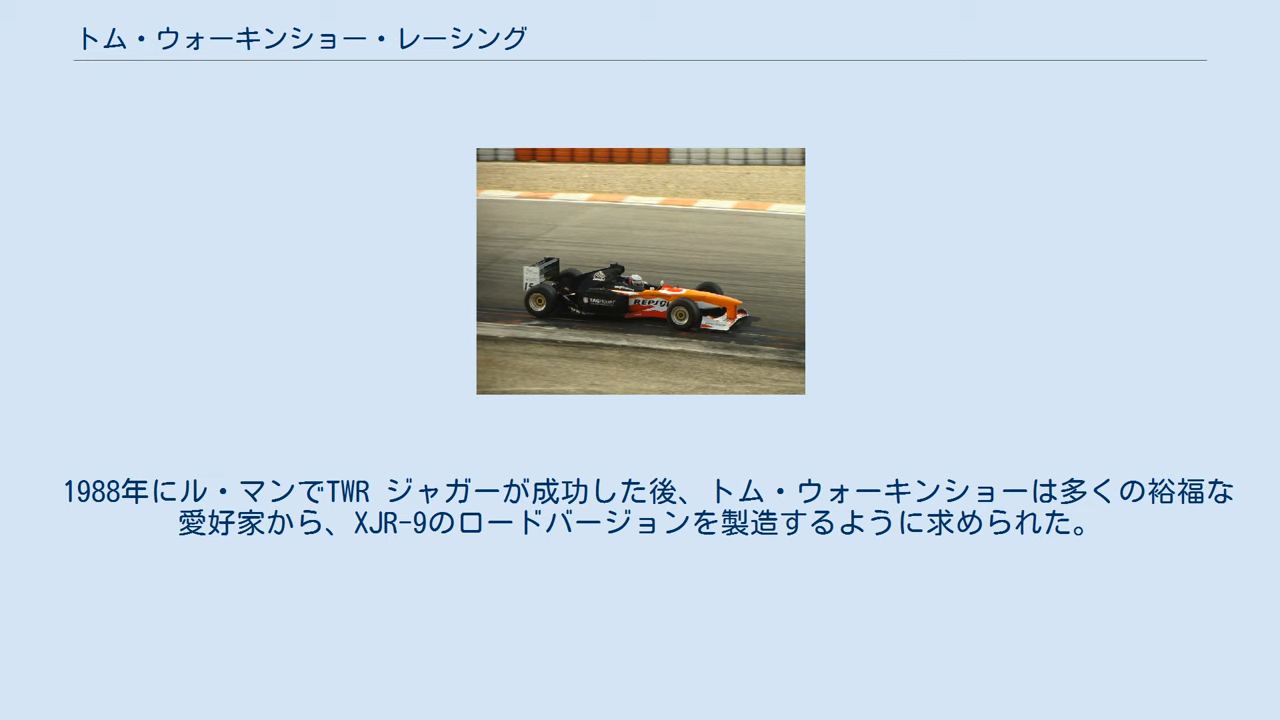 トム・ウォーキンショー・レーシング
REPSOL
1988年にル・マンでTWR ジャガーが成功した後、トム・ウォーキンショーは多くの裕福な
愛好家から、XJR-9のロードバージョンを製造するように求められた。